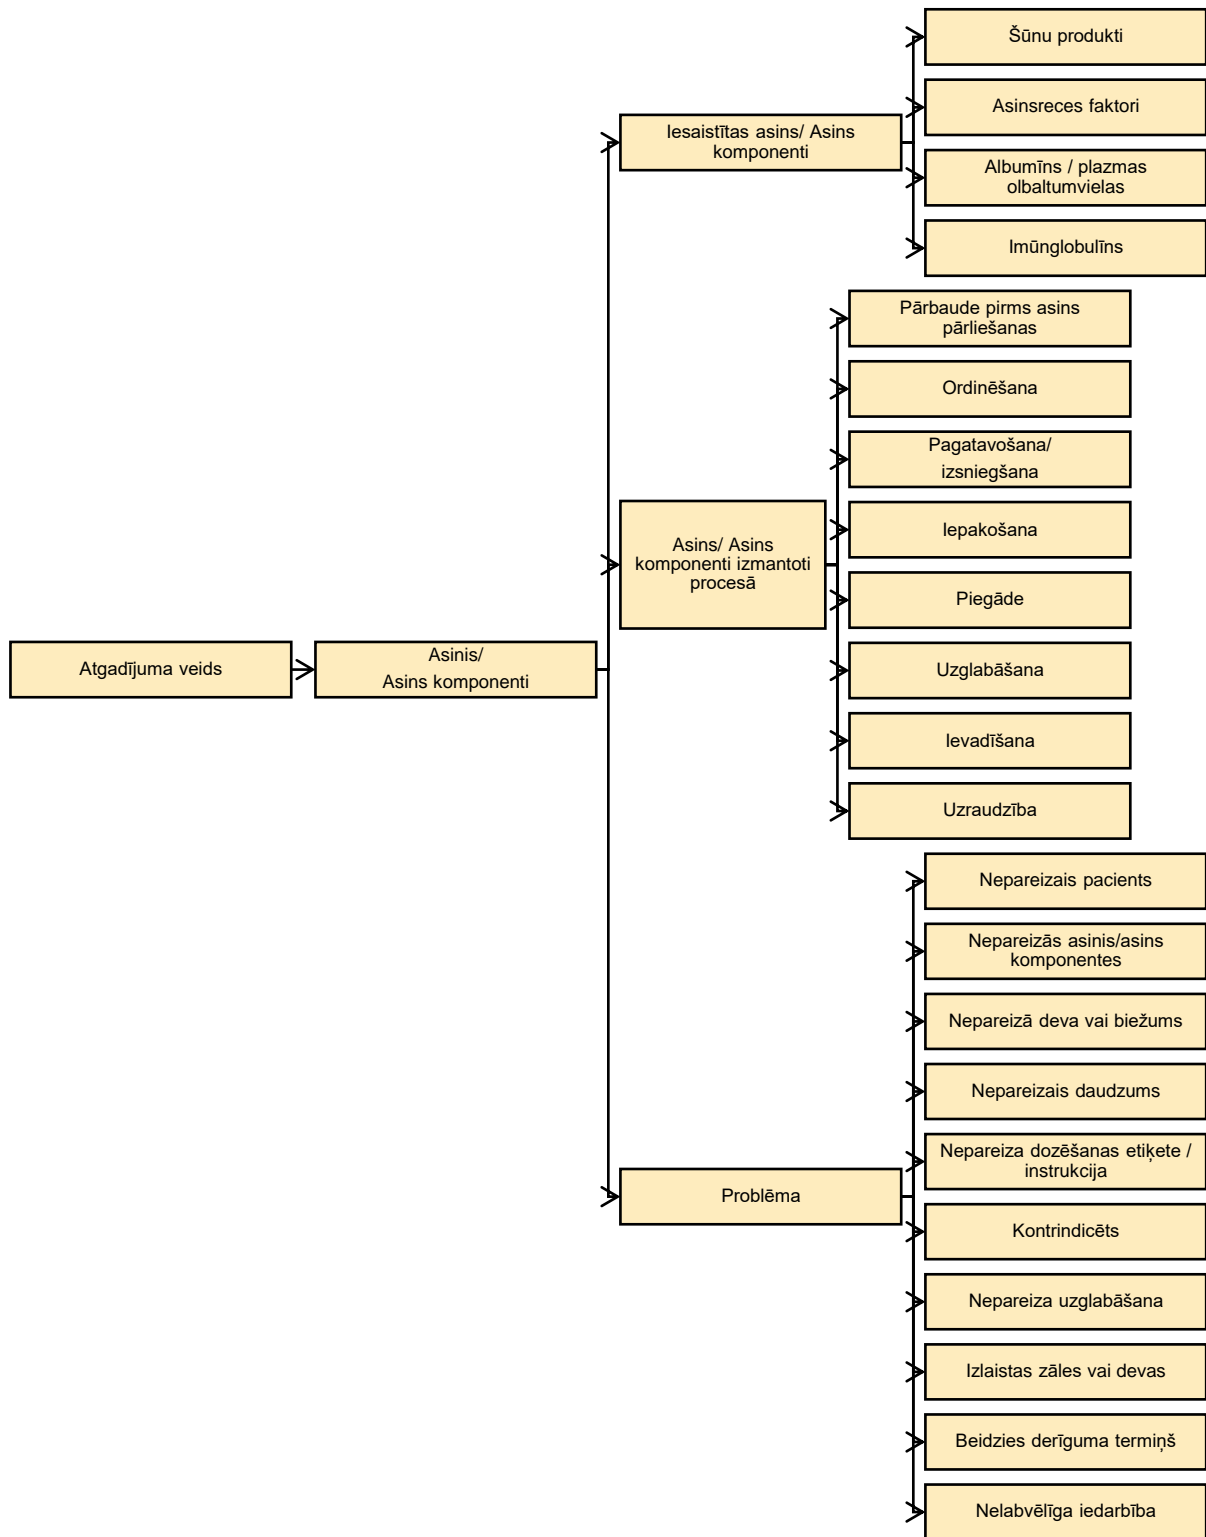 Šūnu produkti
Asinsreces faktori
Iesaistītas asins/ Asins
komponenti
Albumīns / plazmas
olbaltumvielas
Imūnglobulīns
Pārbaude pirms asins
pārliešanas
Ordinēšana
Pagatavošana/
izsniegšana
Iepakošana
Asins/ Asins
komponenti izmantoti
procesā
Piegāde
Atgadījuma veids
Asinis/
Asins komponenti
Uzglabāšana
Ievadīšana
Uzraudzība
Nepareizais pacients
Nepareizās asinis/asins
komponentes
Nepareizā deva vai biežums
Nepareizais daudzums
Nepareiza dozēšanas etiķete /
instrukcija
Problēma
Kontrindicēts
Nepareiza uzglabāšana
Izlaistas zāles vai devas
Beidzies derīguma termiņš
Nelabvēlīga iedarbība